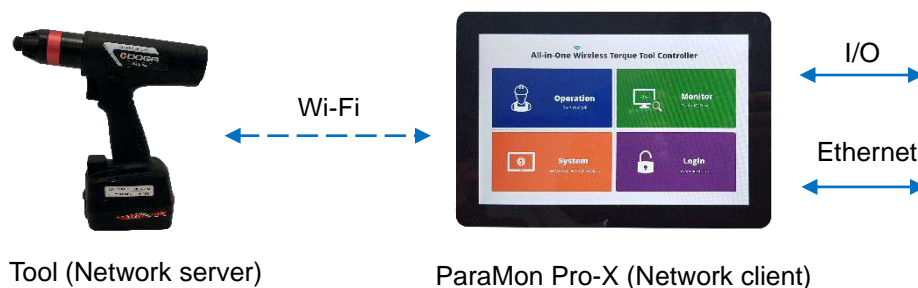 DOGA
Wi-Fi
All-in-One Wireless Torque Tool Controller
Operation
Monitor
System
Login
I/O
Ethernet
Tool (Network server)
ParaMon Pro-X (Network client)